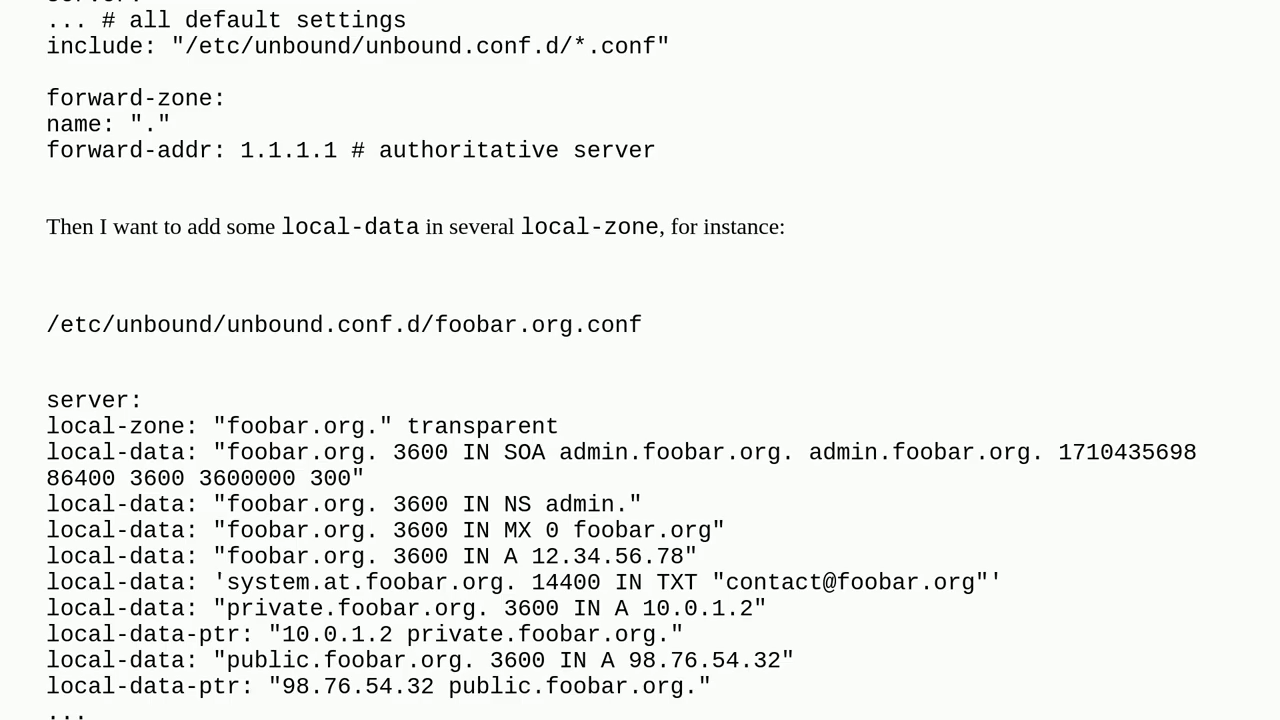 ... # all default settings
include: "/etc/unbound/unbound.conf.d/*.conf"
forward-zone:
name: "."
forward-addr: 1.1.1.1 # authoritative server
Then I want to add some local-data in several local-zone, for instance:
/etc/unbound/unbound.conf.d/foobar.org.conf
server:
local-zone: "foobar.org." transparent
local-data: "foobar.org. 3600 IN SOA admin.foobar.org. admin.foobar.org. 1710435698
86400 3600 3600000 300"
local-data: "foobar.org. 3600 IN NS admin."
local-data: "foobar.org. 3600 IN MX 0 foobar.org"
local-data: "foobar.org. 3600 IN A 12.34.56.78"
local-data: 'system.at.foobar.org. 14400 IN TXT "contact@foobar.org"'
local-data: "private.foobar.org. 3600 IN A 10.0.1.2"
local-data-ptr: "10.0.1.2 private.foobar.org."
local-data: "public.foobar.org. 3600 IN A 98.76.54.32"
local-data-ptr: "98.76.54.32 public.foobar.org."
...